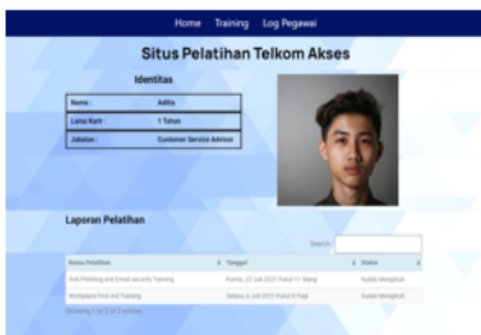 Home Training Log Pegawai
Situs Pelatihan Telkom Akses
Identitas
Nama : Aditia
Lama Karir : 1 Tahun
Jabatan : Customer Service Advisor
Laporan Pelatihan
Search:
Nama Pelatihan Tanggal Status
Anti Phishing and Email security Training Kamis, 22 Juli 2021 Pukul 11 Siang Sudah Mengikuti
Workplace First Aid Training Selasa, 6 Juli 2021 Pukul 8 Pagi Sudah Mengikuti
Showing 1 to 2 of 2 entries